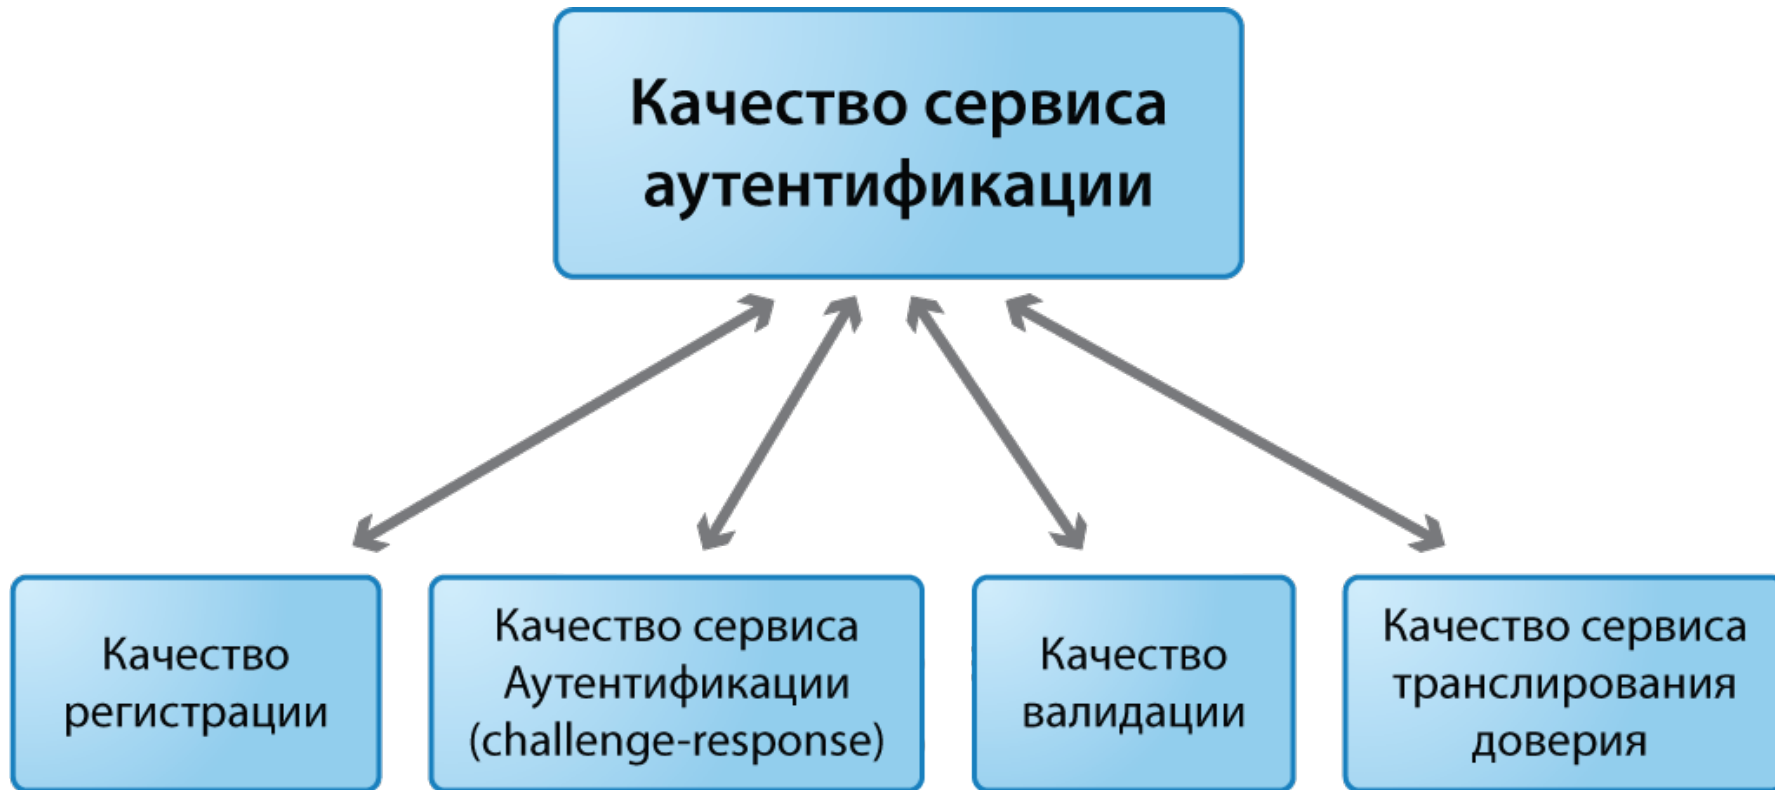 Качество сервиса
аутентификации
Качество
регистрации
Качество сервиса
Аутентификации
(challenge-response)
Качество
валидации
Качество сервиса
транслирования
доверия